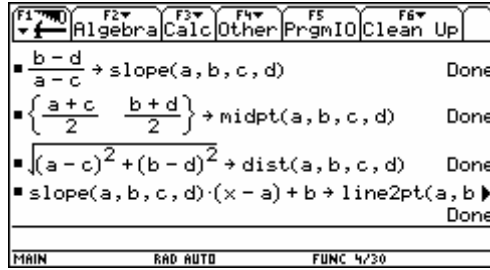 F1 F2 F3 F4 F5 F6
Algebra Calc Other PrgmIO Clean Up
▪ (b - d)/(a - c) → slope(a, b, c, d) Done
▪ {(a + c)/2 (b + d)/2} → midpt(a, b, c, d) Done
▪ √((a - c)² + (b - d)²) → dist(a, b, c, d) Done
▪ slope(a, b, c, d)·(x - a) + b → line2pt(a, b ▶
Done
MAIN RAD AUTO FUNC 4/30